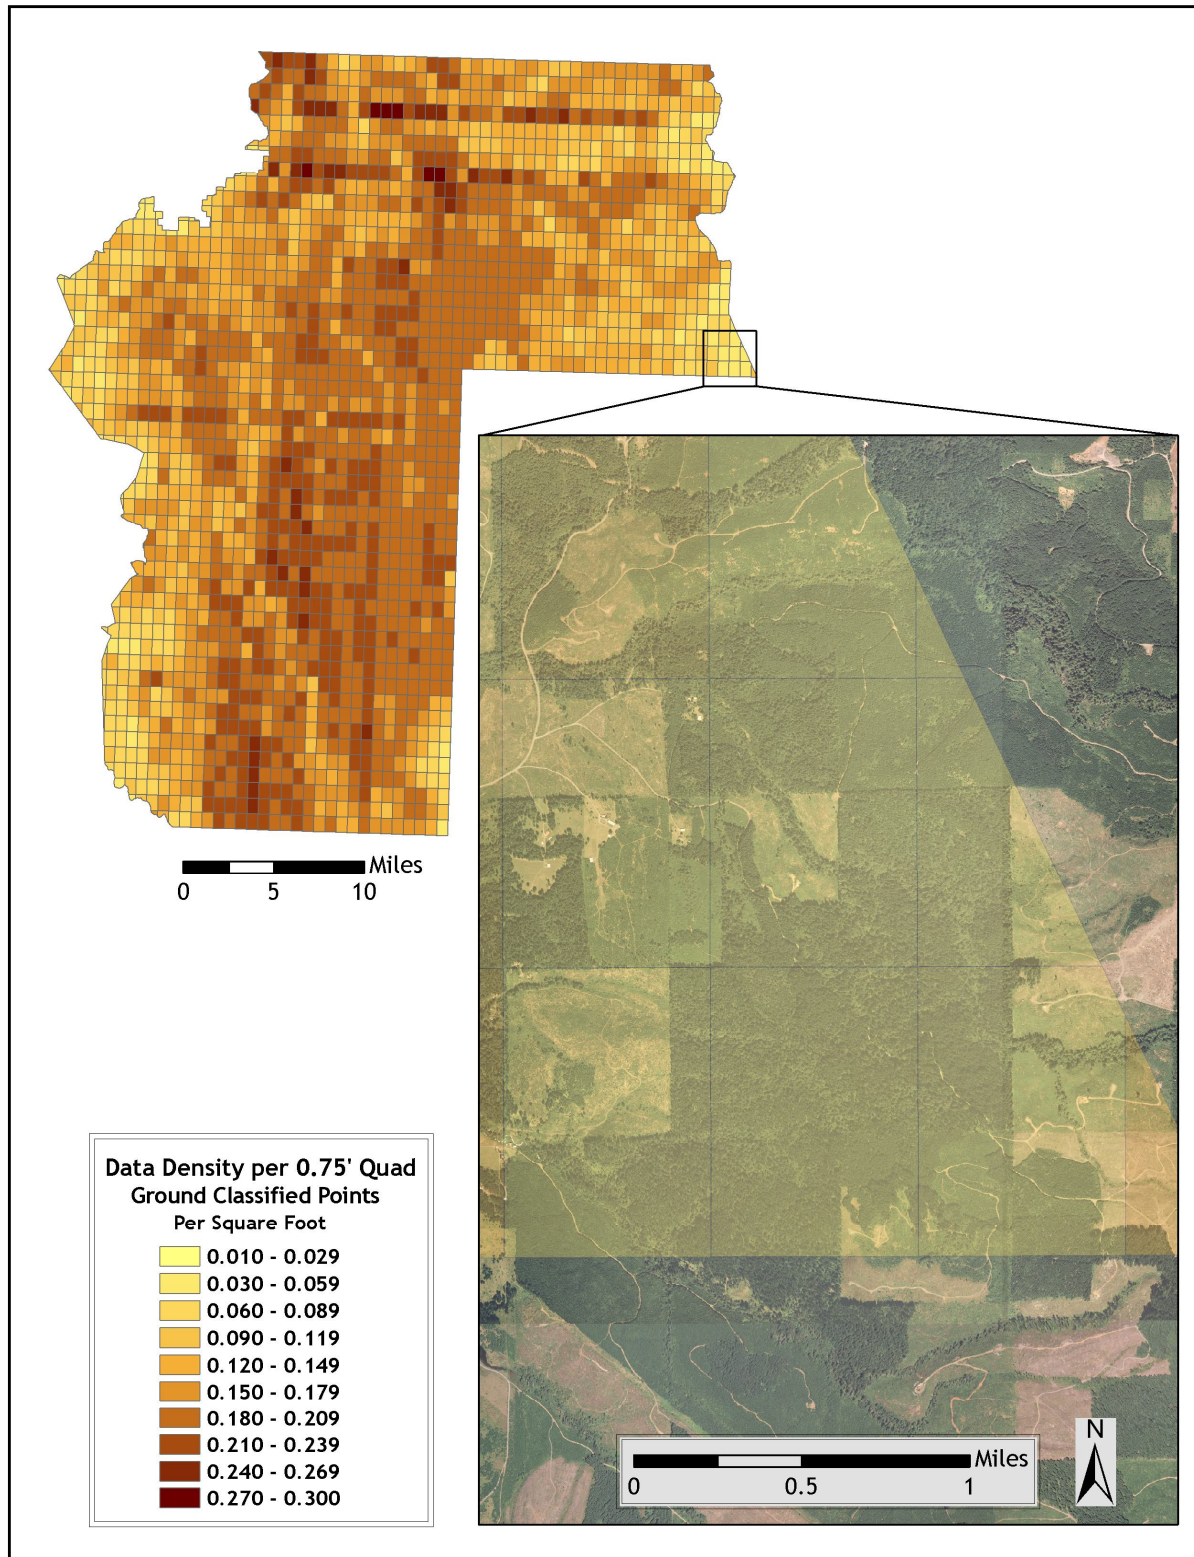 Miles
0 5 10
Data Density per 0.75' Quad
Ground Classified Points
Per Square Foot
0.010 - 0.029
0.030 - 0.059
0.060 - 0.089
0.090 - 0.119
0.120 - 0.149
0.150 - 0.179
0.180 - 0.209
0.210 - 0.239
0.240 - 0.269
0.270 - 0.300
Miles
0 0.5 1
N